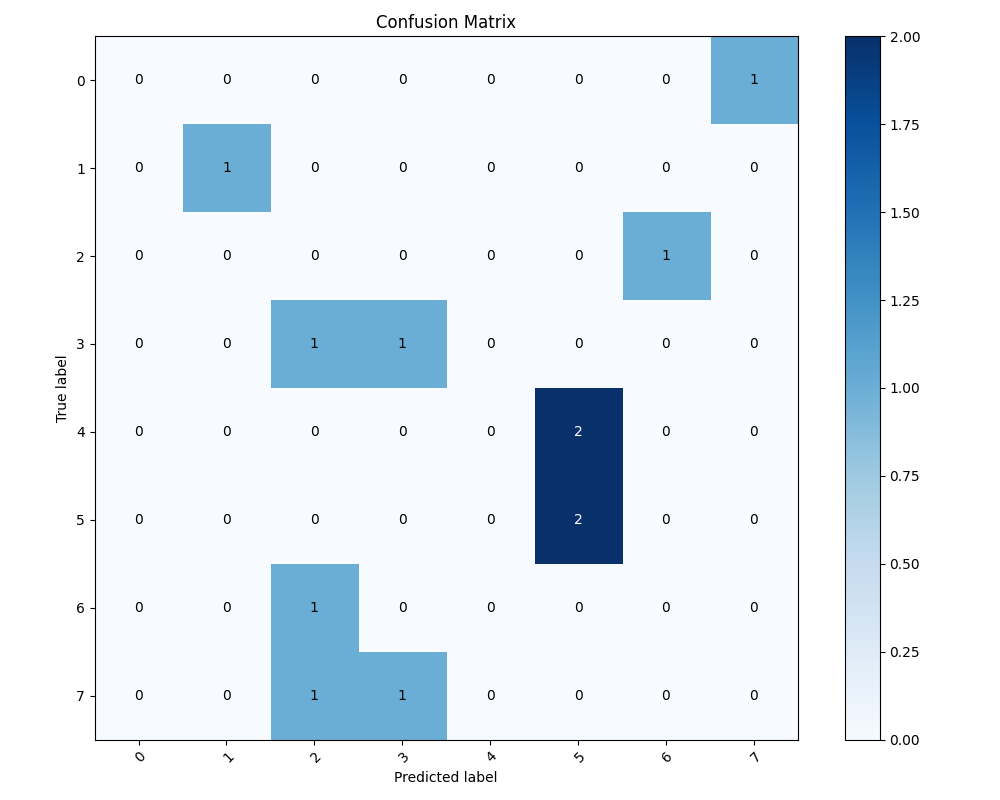 Confusion Matrix
0 0 0 0 0 0 0 0 1
1 0 1 0 0 0 0 0 0
2 0 0 0 0 0 0 1 0
3 0 0 1 1 0 0 0 0
4 0 0 0 0 0 2 0 0
5 0 0 0 0 0 2 0 0
6 0 0 1 0 0 0 0 0
7 0 0 1 1 0 0 0 0
0 1 2 3 4 5 6 7
True label
Predicted label
2.00
1.75
1.50
1.25
1.00
0.75
0.50
0.25
0.00